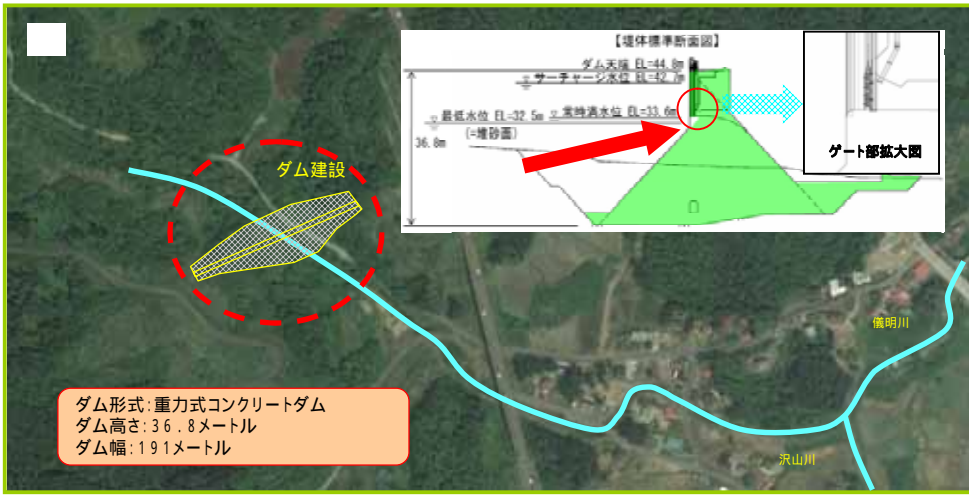 【堤体標準断面図】
ダム天端 EL=44.8m
サーチャージ水位 EL=42.7m
最低水位 EL=32.5m
常時満水位 EL=33.6m
(=堆砂面)
36.8m
ゲート部拡大図
ダム建設
儀明川
ダム形式:重力式コンクリートダム
ダム高さ:36.8メートル
ダム幅:191メートル
沢山川